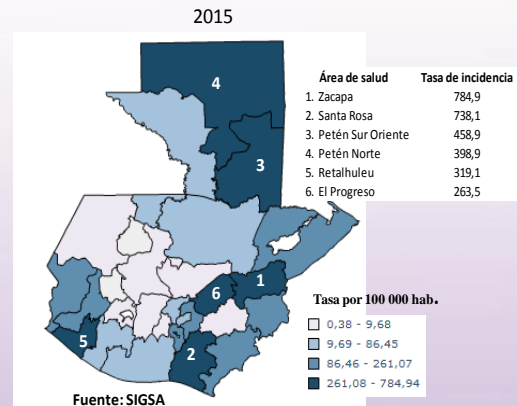 2015
Área de salud Tasa de incidencia
1. Zacapa 784,9
2. Santa Rosa 738,1
3. Petén Sur Oriente 458,9
4. Petén Norte 398,9
5. Retalhuleu 319,1
6. El Progreso 263,5
4
3
1
6
5
2
Tasa por 100 000 hab.
0,38 - 9,68
9,69 - 86,45
86,46 - 261,07
261,08 - 784,94
Fuente: SIGSA